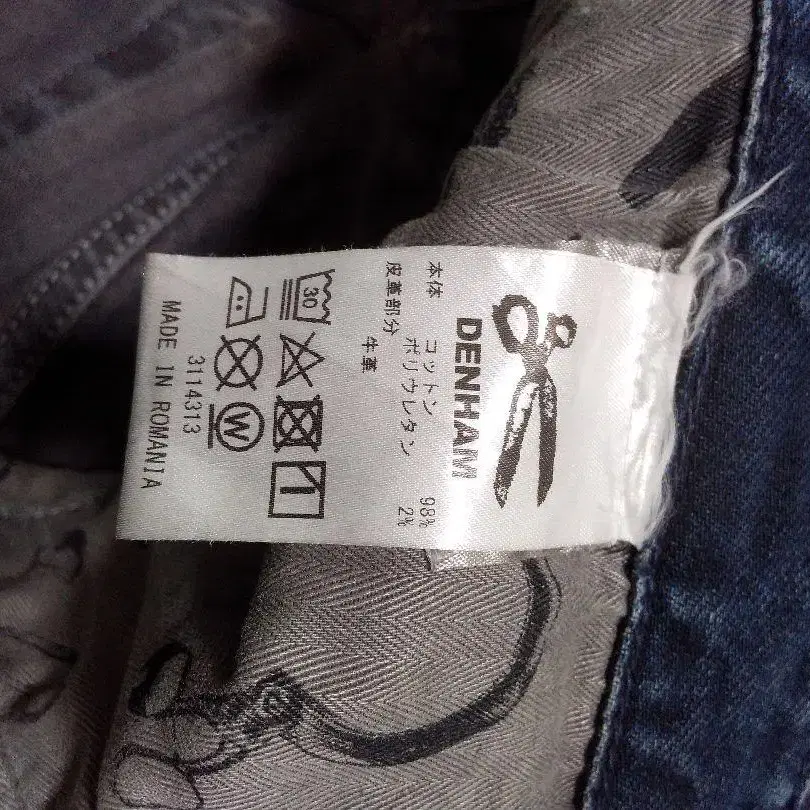 DENHAM
本体 コットン 98%
ポリウレタン 2%
皮革部分 牛革
30
W
3114313
MADE IN ROMANIA